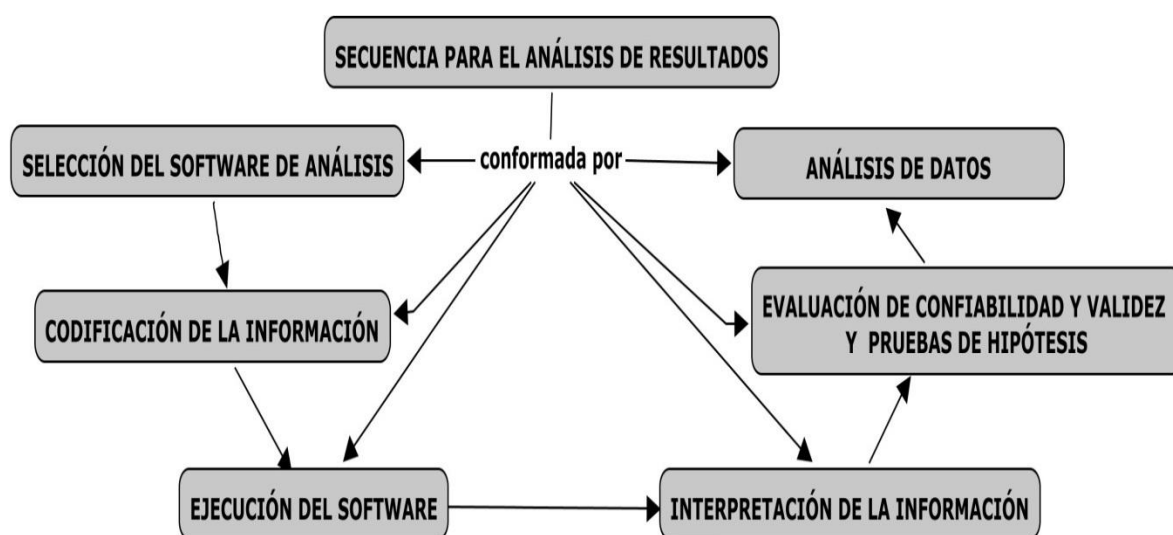 SECUENCIA PARA EL ANÁLISIS DE RESULTADOS
SELECCIÓN DEL SOFTWARE DE ANÁLISIS
conformada por
ANÁLISIS DE DATOS
CODIFICACIÓN DE LA INFORMACIÓN
EVALUACIÓN DE CONFIABILIDAD Y VALIDEZ
Y PRUEBAS DE HIPÓTESIS
EJECUCIÓN DEL SOFTWARE
INTERPRETACIÓN DE LA INFORMACIÓN